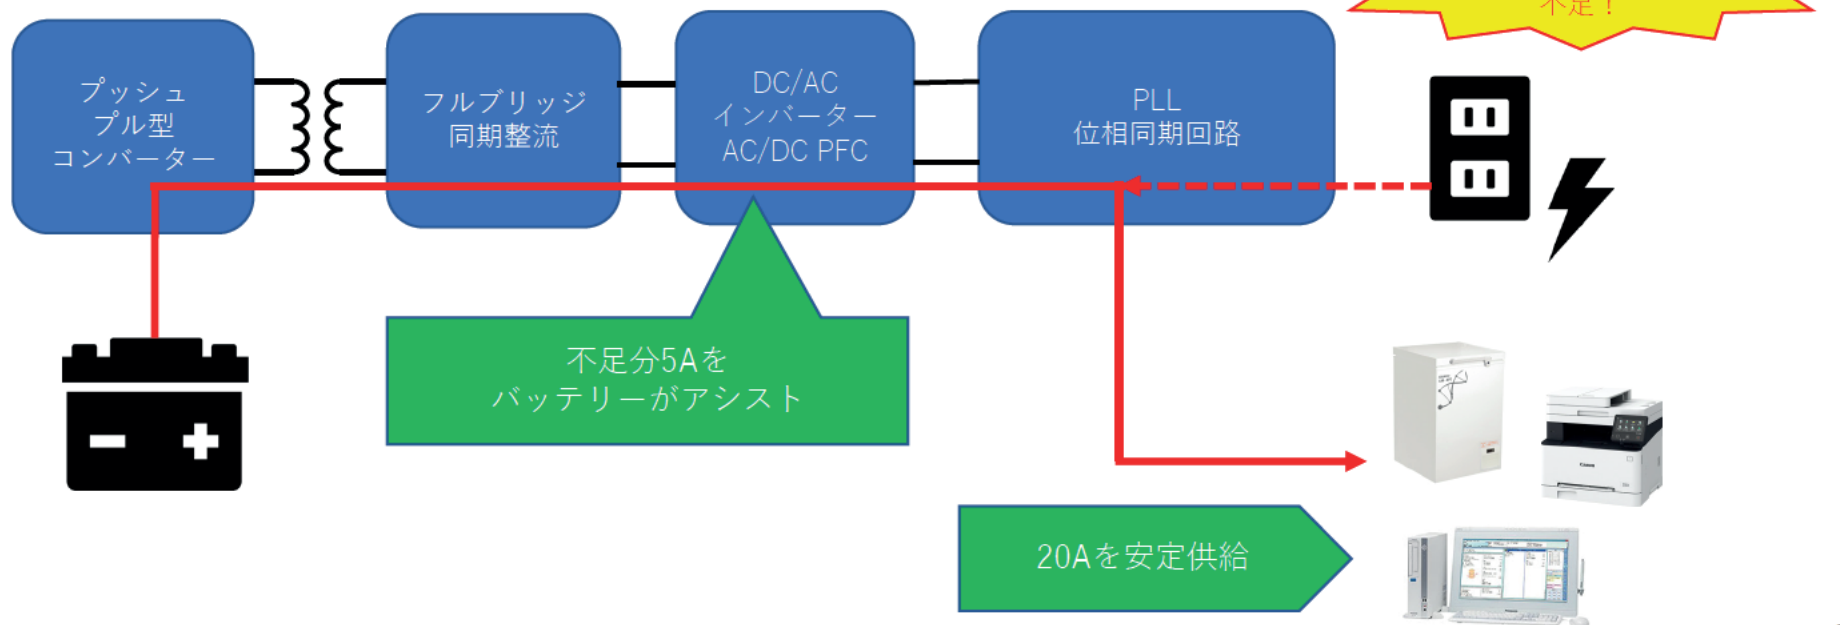 不足！
プッシュ
プル型
コンバーター
フルブリッジ
同期整流
DC/AC
インバーター
AC/DC PFC
PLL
位相同期回路
不足分5Aを
バッテリーがアシスト
20Aを安定供給
Canon